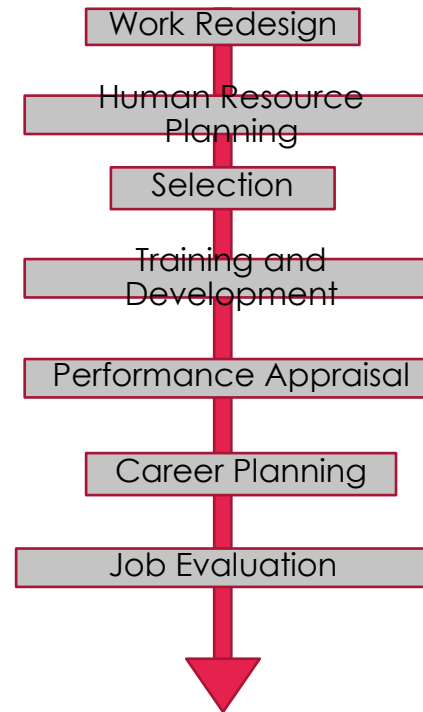 Work Redesign
Human Resource
Planning
Selection
Training and
Development
Performance Appraisal
Career Planning
Job Evaluation